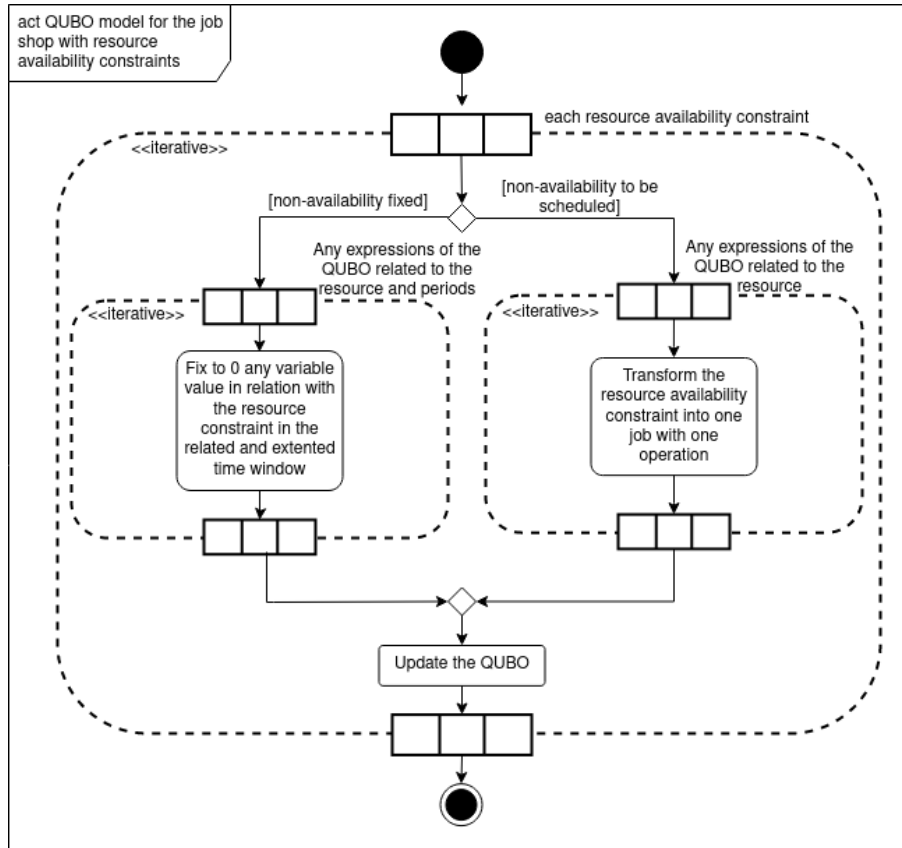 act QUBO model for the job
shop with resource
availability constraints
each resource availability constraint
<<iterative>>
[non-availability fixed]
[non-availability to be
scheduled]
Any expressions of the
QUBO related to the
resource and periods
Any expressions of the
QUBO related to the
resource
<<iterative>>
<<iterative>>
Fix to 0 any variable
value in relation with
the resource
constraint in the
related and extented
time window
Transform the
resource availability
constraint into one
job with one
operation
Update the QUBO